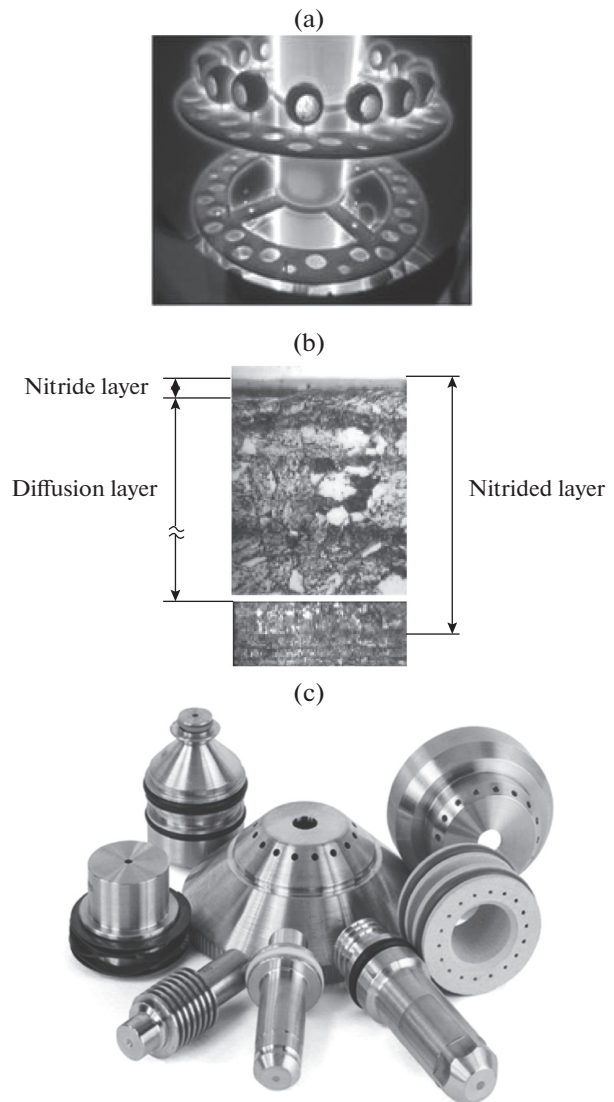 (a)
(b)
Nitride layer
Diffusion layer
Nitrided layer
(c)